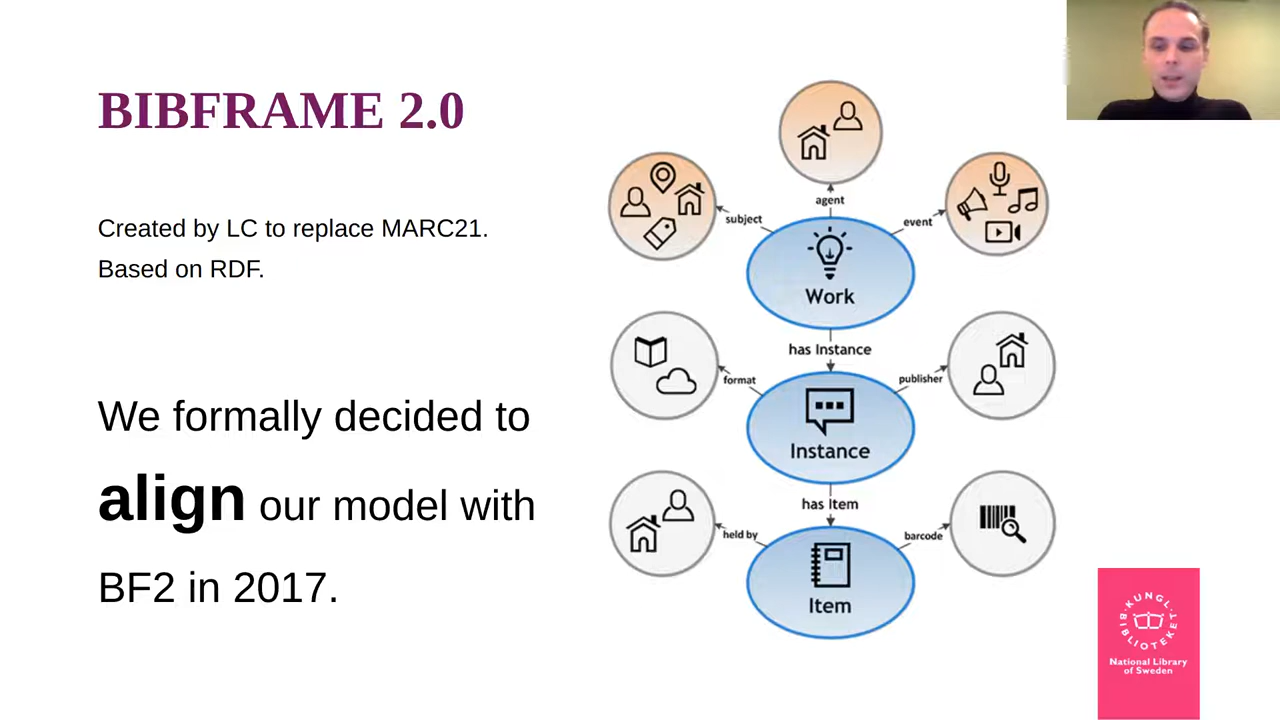 BIBFRAME 2.0
Created by LC to replace MARC21.
Based on RDF.
We formally decided to
align our model with
BF2 in 2017.
agent
subject
event
Work
has Instance
format
publisher
Instance
has Item
held by
barcode
Item
·KUNGL·
BIBLIOTEKET
National Library
of Sweden